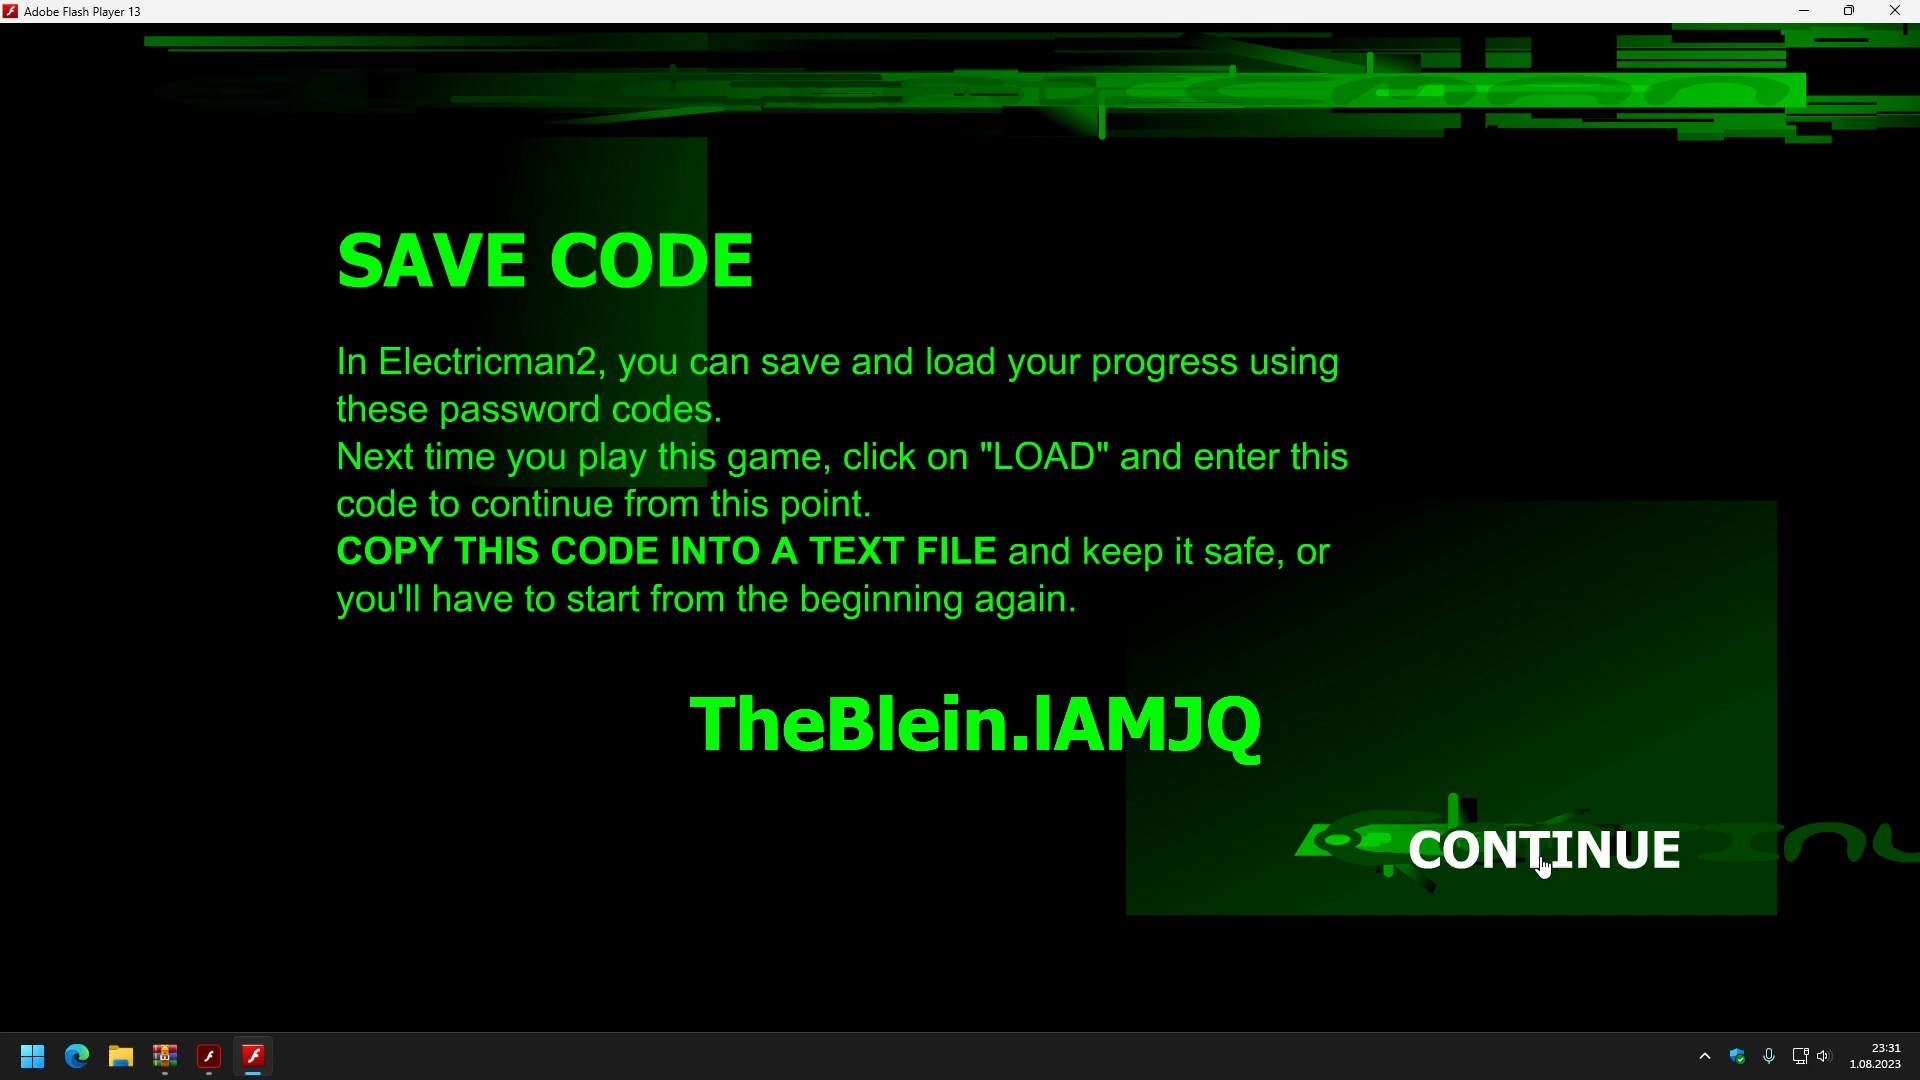 Adobe Flash Player 13
SAVE CODE
In Electricman2, you can save and load your progress using
these password codes.
Next time you play this game, click on "LOAD" and enter this
code to continue from this point.
COPY THIS CODE INTO A TEXT FILE and keep it safe, or
you'll have to start from the beginning again.
TheBlein.lAMJQ
CONTINUE
23:31
1.08.2023